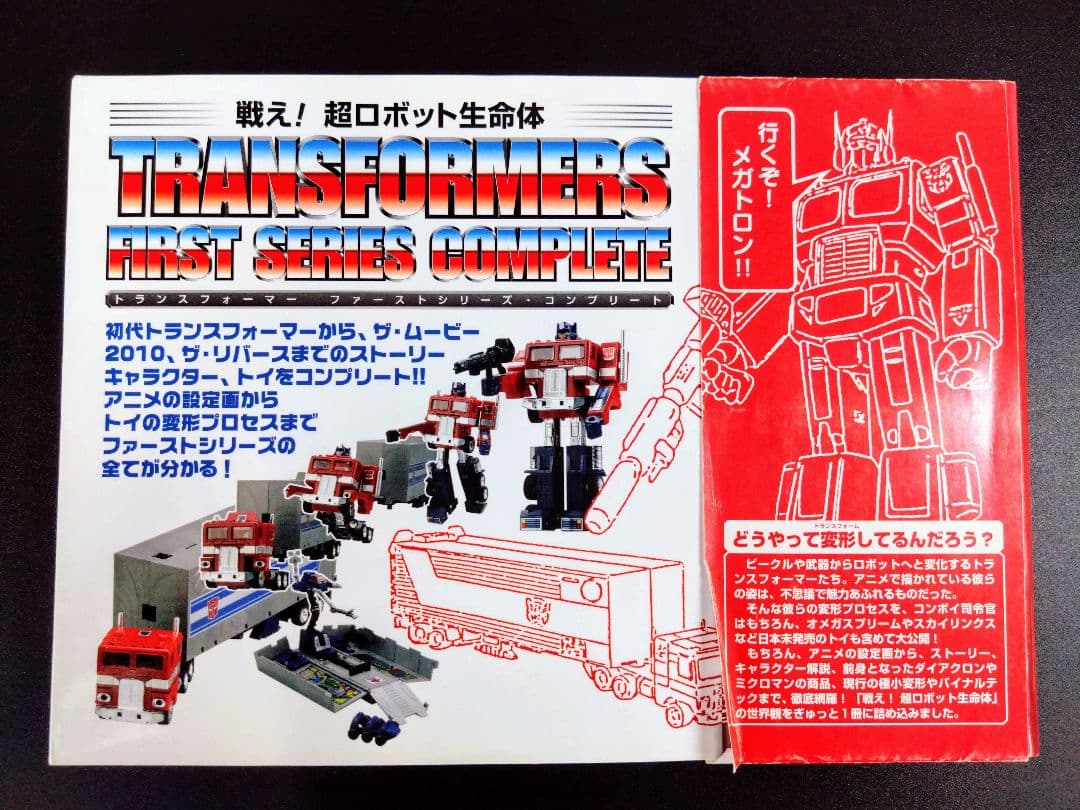 戦え! 超ロボット生命体
TRANSFORMERS
FIRST SERIES COMPLETE
トランスフォーマー ファーストシリーズ・コンプリート
初代トランスフォーマーから、ザ・ムービー
2010、ザ・リバースまでのストーリー
キャラクター、トイをコンプリート!!
アニメの設定画から
トイの変形プロセスまで
ファーストシリーズの
全てが分かる!
行くぞ!
メガトロン!!
トランスフォーム
どうやって変形してるんだろう?
ビークルや武器からロボットへと変化するトラ
ンスフォーマーたち。アニメで描かれている彼ら
の姿は、不思議で魅力あふれるものだった。
そんな彼らの変形プロセスを、コンボイ司令官
はもちろん、オメガスプリームやスカイリンクス
など日本未発売のトイも含めて大公開!
もちろん、アニメの設定画から、ストーリー、
キャラクター解説、前身となったダイアクロンや
ミクロマンの商品、現行の極小変形やバイナルテ
ックまで、徹底網羅!「戦え! 超ロボット生命体」
の世界観をぎゅっと1冊に詰め込みました。